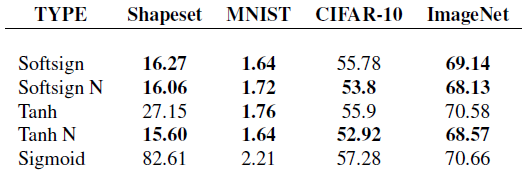 TYPE Shapeset MNIST CIFAR-10 ImageNet
Softsign 16.27 1.64 55.78 69.14
Softsign N 16.06 1.72 53.8 68.13
Tanh 27.15 1.76 55.9 70.58
Tanh N 15.60 1.64 52.92 68.57
Sigmoid 82.61 2.21 57.28 70.66